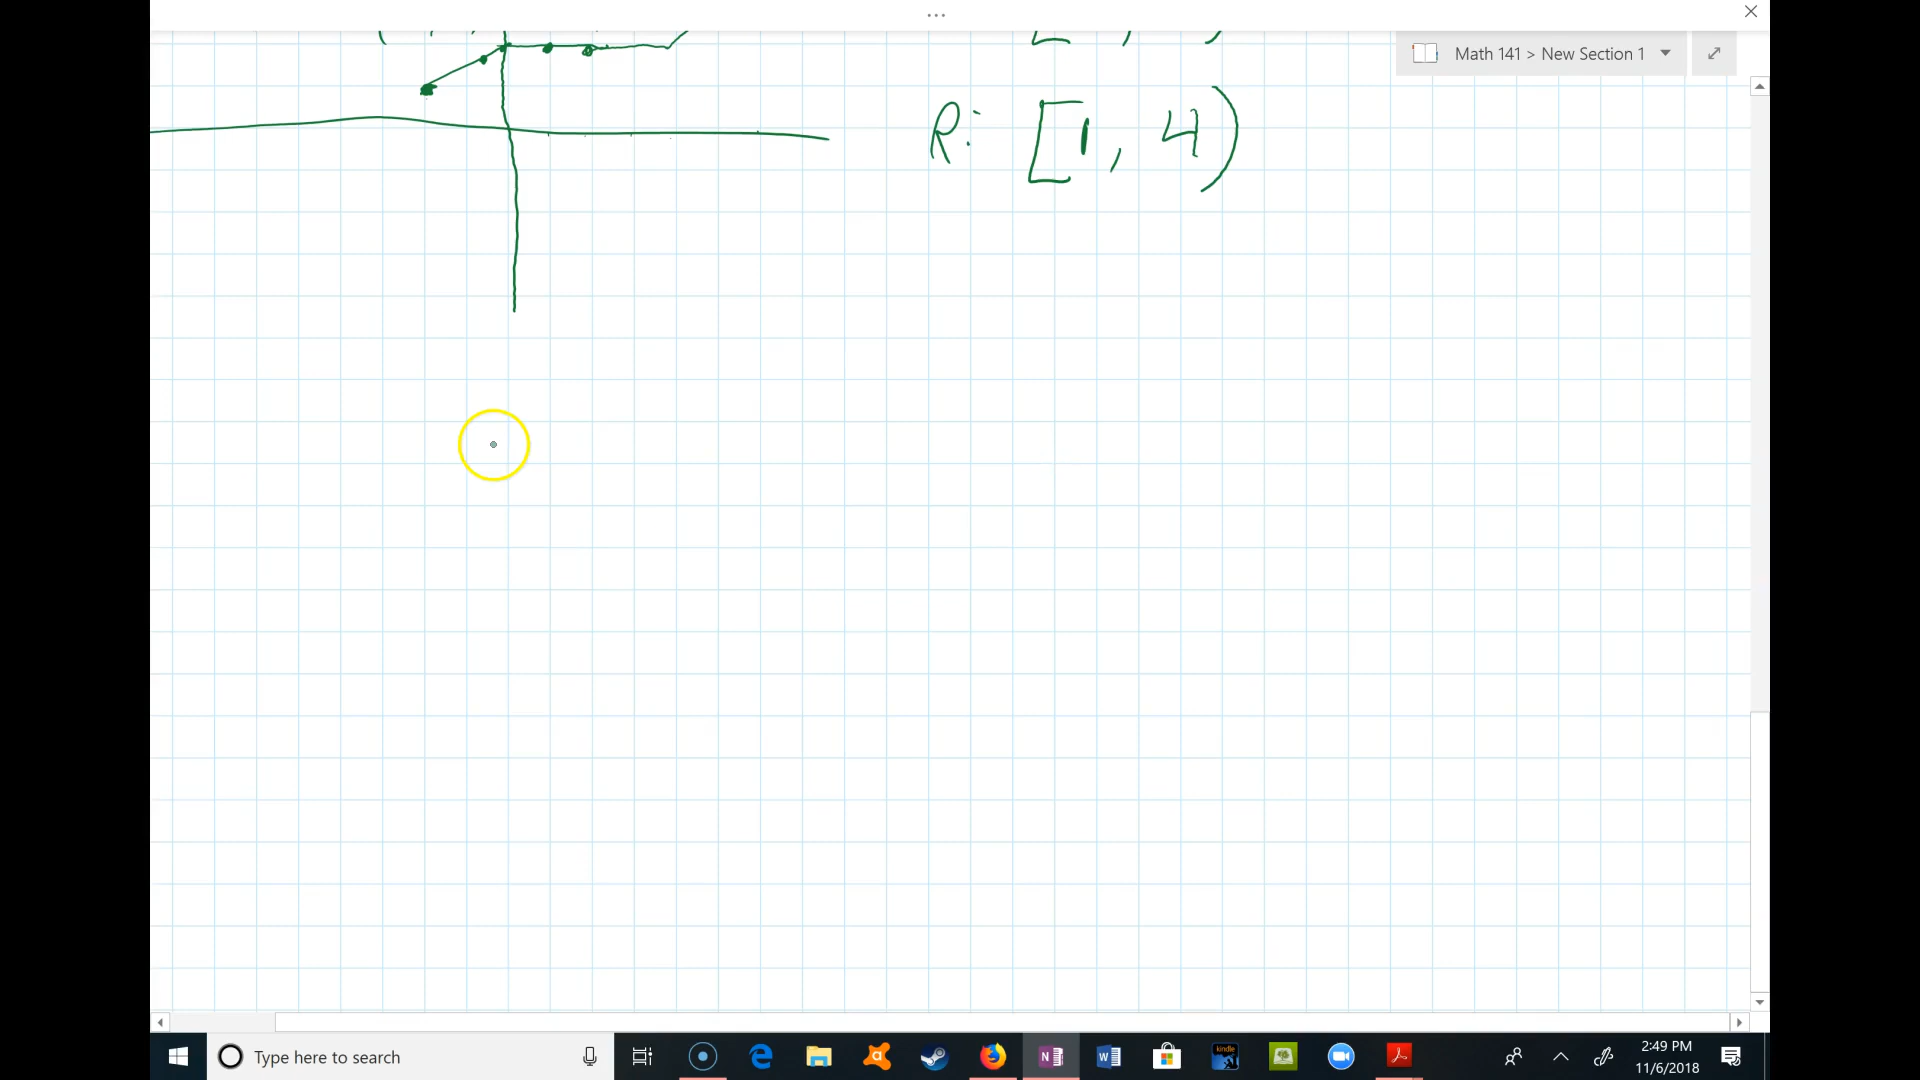 Math 141 > New Section 1
R: [1, 4)
Type here to search
2:49 PM
11/6/2018